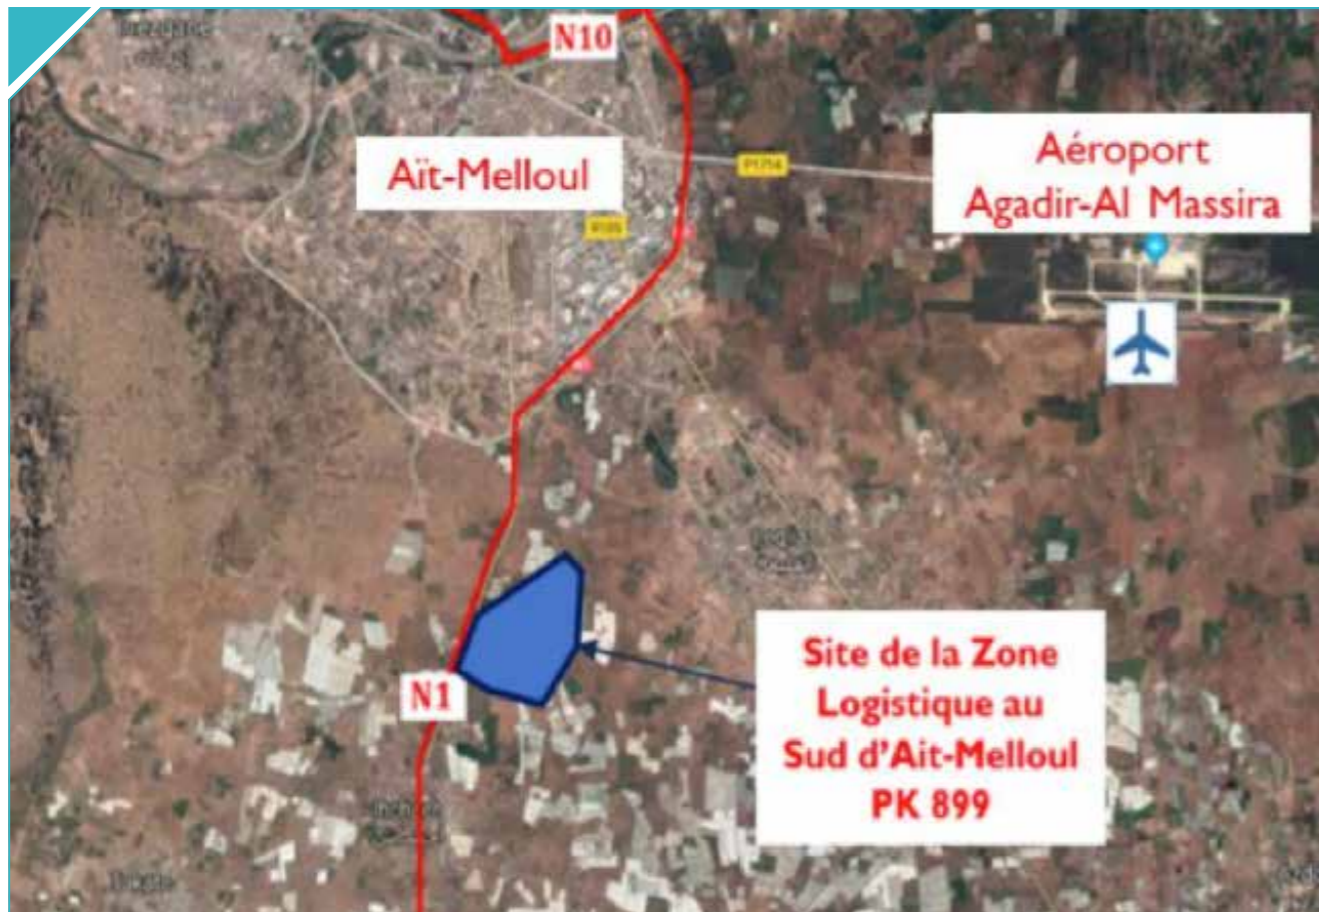 N10
Aït-Melloul
P1714
Aéroport
Agadir-Al Massira
N1
Site de la Zone
Logistique au
Sud d'Ait-Melloul
PK 899